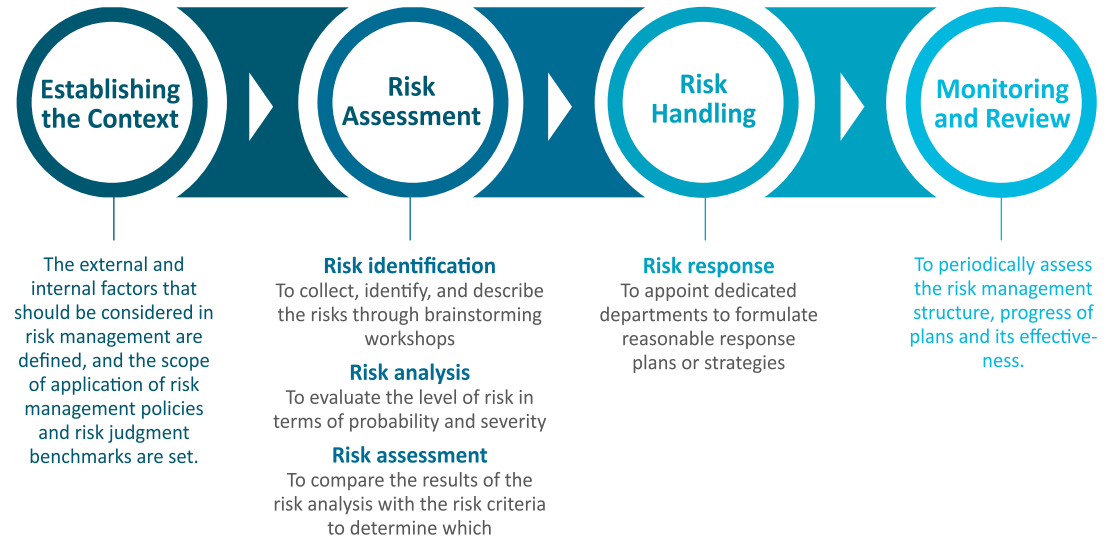 Establishing
the Context
Risk
Assessment
Risk
Handling
Monitoring
and Review
The external and
internal factors that
should be considered in
risk management are
defined, and the scope
of application of risk
management policies
and risk judgment
benchmarks are set.
Risk identification
To collect, identify, and describe
the risks through brainstorming
workshops
Risk analysis
To evaluate the level of risk in
terms of probability and severity
Risk assessment
To compare the results of the
risk analysis with the risk criteria
to determine which
Risk response
To appoint dedicated
departments to formulate
reasonable response
plans or strategies
To periodically assess
the risk management
structure, progress of
plans and its effective-
ness.